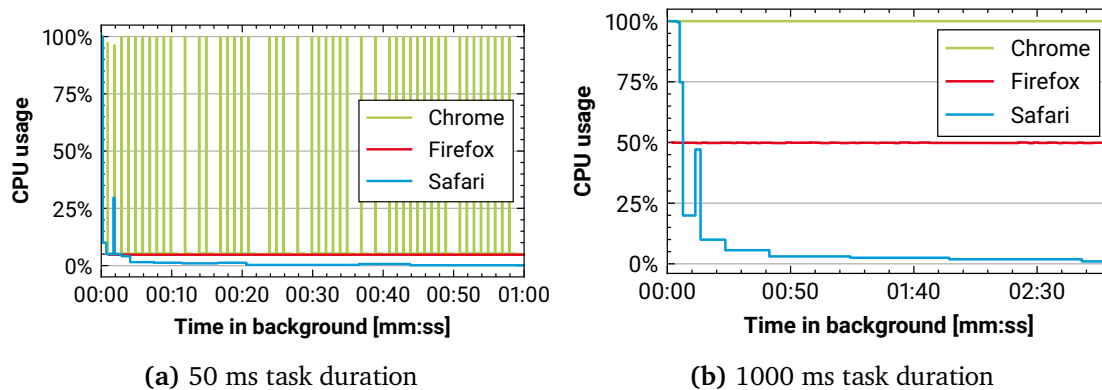 100%
75%
50%
25%
0%
CPU usage
Chrome
Firefox
Safari
00:00 00:10 00:20 00:30 00:40 00:50 01:00
Time in background [mm:ss]
(a) 50 ms task duration
100%
75%
50%
25%
0%
CPU usage
Chrome
Firefox
Safari
00:00 00:50 01:40 02:30
Time in background [mm:ss]
(b) 1000 ms task duration